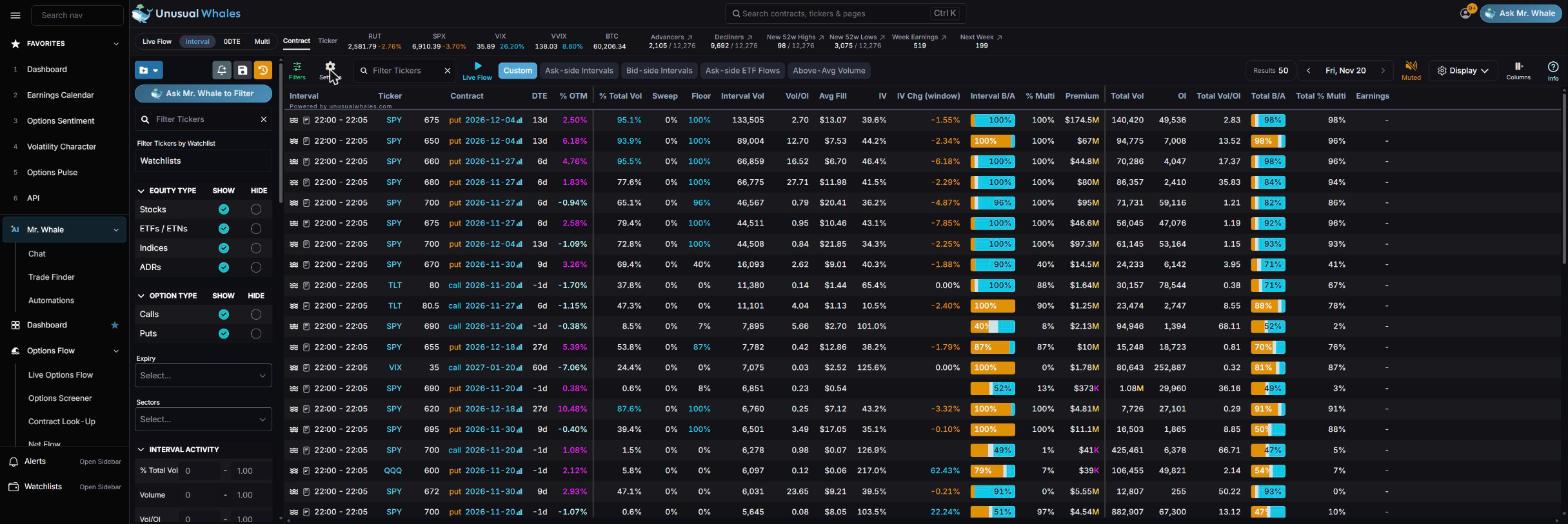 Search nav
Unusual Whales
Search contracts, tickers & pages Ctrl K
9+
Ask Mr. Whale
FAVORITES
1 Dashboard
2 Earnings Calendar
3 Options Sentiment
4 Volatility Character
5 Options Pulse
6 API
Mr. Whale
Chat
Trade Finder
Automations
Dashboard
Options Flow
Live Options Flow
Options Screener
Contract Look-Up
Net Flow
Alerts Open Sidebar
Watchlists Open Sidebar
Live Flow Interval 0DTE Multi
Ask Mr. Whale to Filter
Filter Tickers
Filter Tickers by Watchlist
Watchlists
EQUITY TYPE SHOW HIDE
Stocks
ETFs / ETNs
Indices
ADRs
OPTION TYPE SHOW HIDE
Calls
Puts
Expiry
Select...
Sectors
Select...
INTERVAL ACTIVITY
% Total Vol 0 - 1.00
Volume 0 - 1.00
Vol/OI 0 - 1.00
Contract Ticker
RUT 2,581.79 -2.76%
SPX 6,910.39 -3.70%
VIX 35.89 26.20%
VVIX 138.03 8.60%
BTC 60,206.34
Advancers 2,105 / 12,276
Decliners 9,692 / 12,276
New 52w Highs 98 / 12,276
New 52w Lows 3,075 / 12,276
Week Earnings 519
Next Week 199
Filters
Filter Tickers
Live Flow
Custom Ask-side Intervals Bid-side Intervals Ask-side ETF Flows Above-Avg Volume
Results 50
Fri, Nov 20
Muted
Display
Columns
Info
Interval Ticker Contract DTE % OTM % Total Vol Sweep Floor Interval Vol Vol/OI Avg Fill IV IV Chg (window) Interval B/A % Multi Premium Total Vol OI Total Vol/OI Total B/A Total % Multi Earnings
Powered by unusualwhales.com
22:00 - 22:05 SPY 675 put 2026-12-04 13d 2.50% 95.1% 0% 100% 133,505 2.70 $13.07 39.6% -1.55% 100% 100% $174.5M 140,420 49,536 2.83 98% 98% -
22:00 - 22:05 SPY 650 put 2026-12-04 13d 6.18% 93.9% 0% 100% 89,004 12.70 $7.53 44.2% -2.34% 100% 100% $67M 94,775 7,008 13.52 98% 96% -
22:00 - 22:05 SPY 660 put 2026-11-27 6d 4.76% 95.5% 0% 100% 66,859 16.52 $6.70 46.4% -6.18% 100% 100% $44.8M 70,286 4,047 17.37 98% 96% -
22:00 - 22:05 SPY 680 put 2026-11-27 6d 1.83% 77.6% 0% 100% 66,775 27.71 $11.98 41.5% -2.29% 100% 100% $80M 86,357 2,410 35.83 84% 94% -
22:00 - 22:05 SPY 700 put 2026-11-27 6d -0.94% 65.1% 0% 96% 46,567 0.79 $20.41 36.2% -4.87% 96% 100% $95M 71,731 59,116 1.21 82% 86% -
22:00 - 22:05 SPY 675 put 2026-11-27 6d 2.58% 79.4% 0% 100% 44,511 0.95 $10.46 43.1% -7.85% 100% 100% $46.6M 56,045 47,076 1.19 92% 96% -
22:00 - 22:05 SPY 700 put 2026-12-04 13d -1.09% 72.8% 0% 100% 44,508 0.84 $21.85 34.3% -2.25% 100% 100% $97.3M 61,145 53,164 1.15 93% 93% -
22:00 - 22:05 SPY 670 put 2026-11-30 9d 3.26% 69.4% 0% 40% 16,093 2.62 $9.01 40.3% -1.88% 90% 40% $14.5M 24,233 6,142 3.95 71% 41% -
22:00 - 22:05 TLT 80 call 2026-11-20 -1d -1.70% 37.8% 0% 100% 11,380 0.14 $1.44 65.4% 0.00% 100% 88% $1.64M 30,157 78,544 0.38 71% 67% -
22:00 - 22:05 TLT 80.5 call 2026-11-27 6d -1.15% 47.3% 0% 0% 11,101 4.04 $1.13 10.5% -2.40% 100% 90% $1.25M 23,474 2,747 8.55 88% 78% -
22:00 - 22:05 SPY 690 call 2026-11-20 -1d -0.38% 8.5% 0% 7% 7,895 5.66 $2.70 101.0% 40% 8% $2.13M 94,946 1,394 68.11 52% 2% -
22:00 - 22:05 SPY 655 put 2026-12-18 27d 5.39% 53.8% 0% 87% 7,782 0.42 $12.86 38.2% -1.79% 87% 87% $10M 15,248 18,723 0.81 70% 76% -
22:00 - 22:05 VIX 35 call 2027-01-20 60d -7.06% 24.4% 0% 0% 7,075 0.03 $2.52 125.6% 0.00% 100% 0% $1.78M 80,643 252,887 0.32 81% 87% -
22:00 - 22:05 SPY 690 put 2026-11-20 -1d 0.38% 0.6% 0% 8% 6,851 0.23 $0.54 52% 13% $373K 1.08M 29,960 36.16 49% 3% -
22:00 - 22:05 SPY 620 put 2026-12-18 27d 10.48% 87.6% 0% 100% 6,760 0.25 $7.12 43.2% -3.32% 100% 100% $4.81M 7,726 27,101 0.29 91% 91% -
22:00 - 22:05 SPY 695 put 2026-11-30 9d -0.40% 39.4% 0% 100% 6,501 3.49 $17.05 35.1% -0.10% 100% 100% $11.1M 16,503 1,865 8.85 50% 88% -
22:00 - 22:05 SPY 700 call 2026-11-20 -1d 1.08% 1.5% 0% 0% 6,278 0.98 $0.07 126.9% 49% 1% $41K 425,461 6,378 66.71 47% 5% -
22:00 - 22:05 QQQ 600 put 2026-11-20 -1d 2.12% 5.8% 0% 0% 6,097 0.12 $0.06 217.0% 62.43% 79% 7% $39K 106,455 49,821 2.14 54% 7% -
22:00 - 22:05 SPY 672 put 2026-11-30 9d 2.93% 47.1% 0% 0% 6,031 23.65 $9.21 39.5% -0.21% 91% 0% $5.55M 12,807 255 50.22 93% 0% -
22:00 - 22:05 SPY 700 put 2026-11-20 -1d -1.07% 0.6% 0% 0% 5,645 0.08 $8.05 103.5% 22.24% 51% 97% $4.54M 882,907 67,300 13.12 47% 10% -